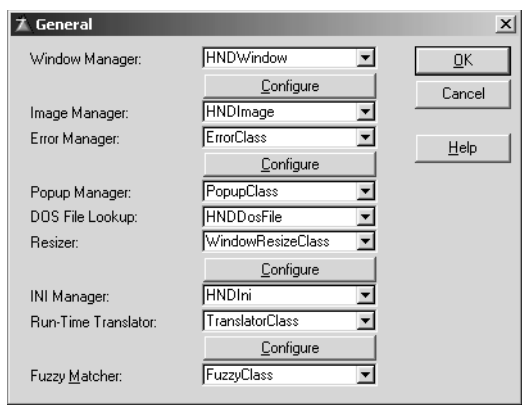 General
Window Manager: HNDWindow OK
Configure
Cancel
Image Manager: HNDImage
Error Manager: ErrorClass
Help
Configure
Popup Manager: PopupClass
DOS File Lookup: HNDDosFile
Resizer: WindowResizeClass
Configure
INI Manager: HNDIni
Run-Time Translator: TranslatorClass
Configure
Fuzzy Matcher: FuzzyClass